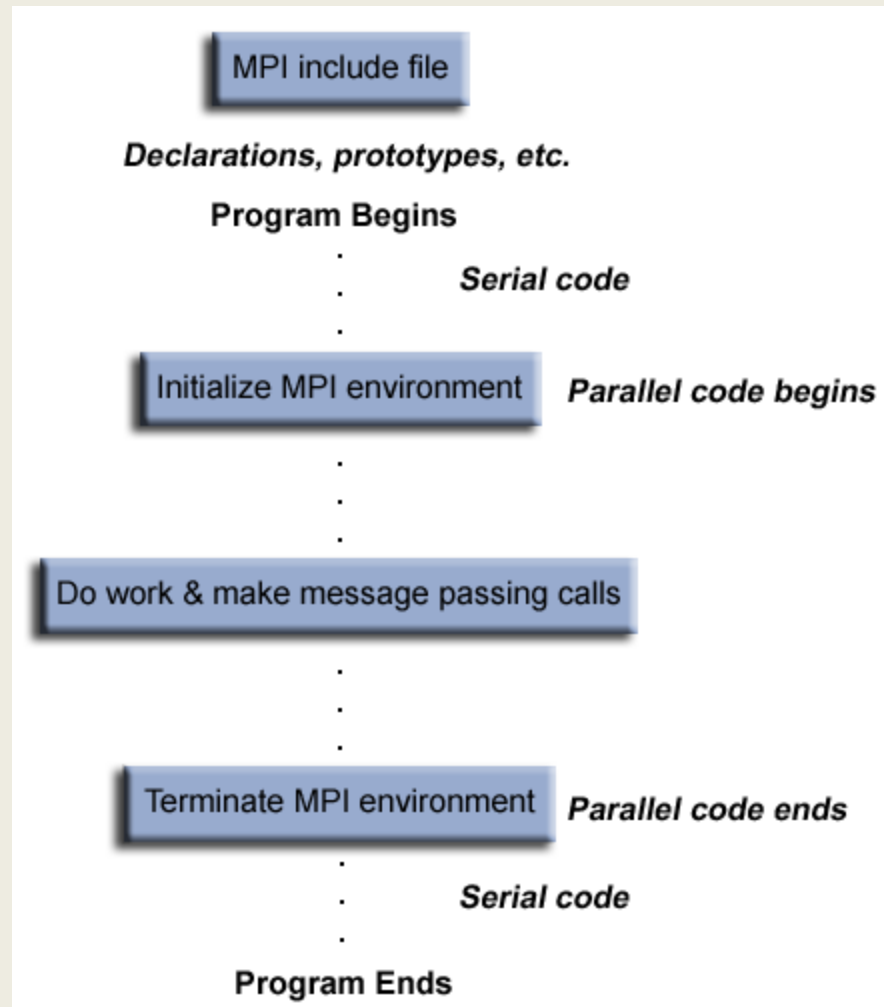 MPI include file
Declarations, prototypes, etc.
Program Begins
Serial code
Initialize MPI environment
Parallel code begins
Do work & make message passing calls
Terminate MPI environment
Parallel code ends
Serial code
Program Ends